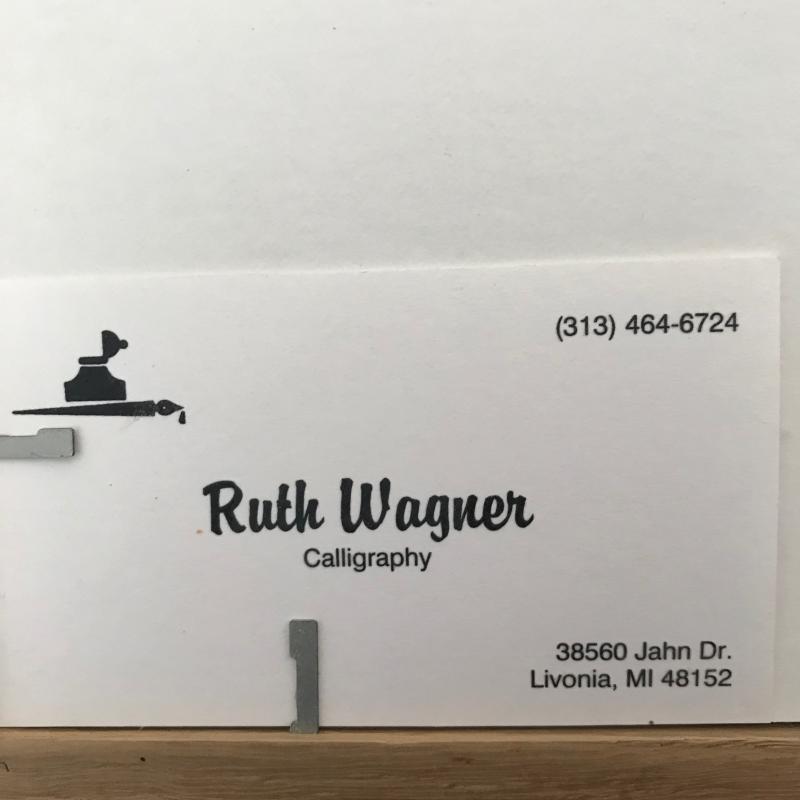 (313) 464-6724
Ruth Wagner
Calligraphy
38560 Jahn Dr.
Livonia, MI 48152